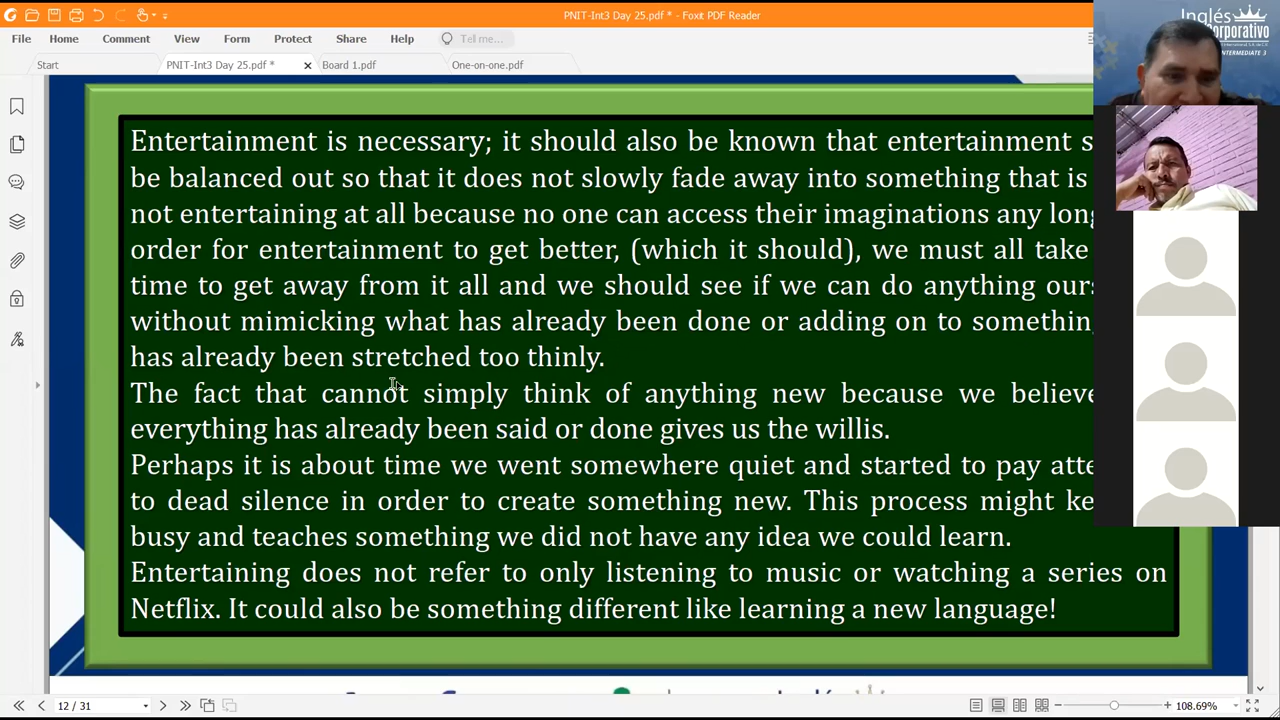 PNIT-Int3 Day 25.pdf * - Foxit PDF Reader
File Home Comment View Form Protect Share Help Tell me...
Start PNIT-Int3 Day 25.pdf * Board 1.pdf One-on-one.pdf
Inglés
orporativo
INTERMEDIATE 3
Entertainment is necessary; it should also be known that entertainment s
be balanced out so that it does not slowly fade away into something that is
not entertaining at all because no one can access their imaginations any long
order for entertainment to get better, (which it should), we must all take
time to get away from it all and we should see if we can do anything ours
without mimicking what has already been done or adding on to something
has already been stretched too thinly.
The fact that cannot simply think of anything new because we believe
everything has already been said or done gives us the willis.
Perhaps it is about time we went somewhere quiet and started to pay atte
to dead silence in order to create something new. This process might ke
busy and teaches something we did not have any idea we could learn.
Entertaining does not refer to only listening to music or watching a series on
Netflix. It could also be something different like learning a new language!
12 / 31 108.69%